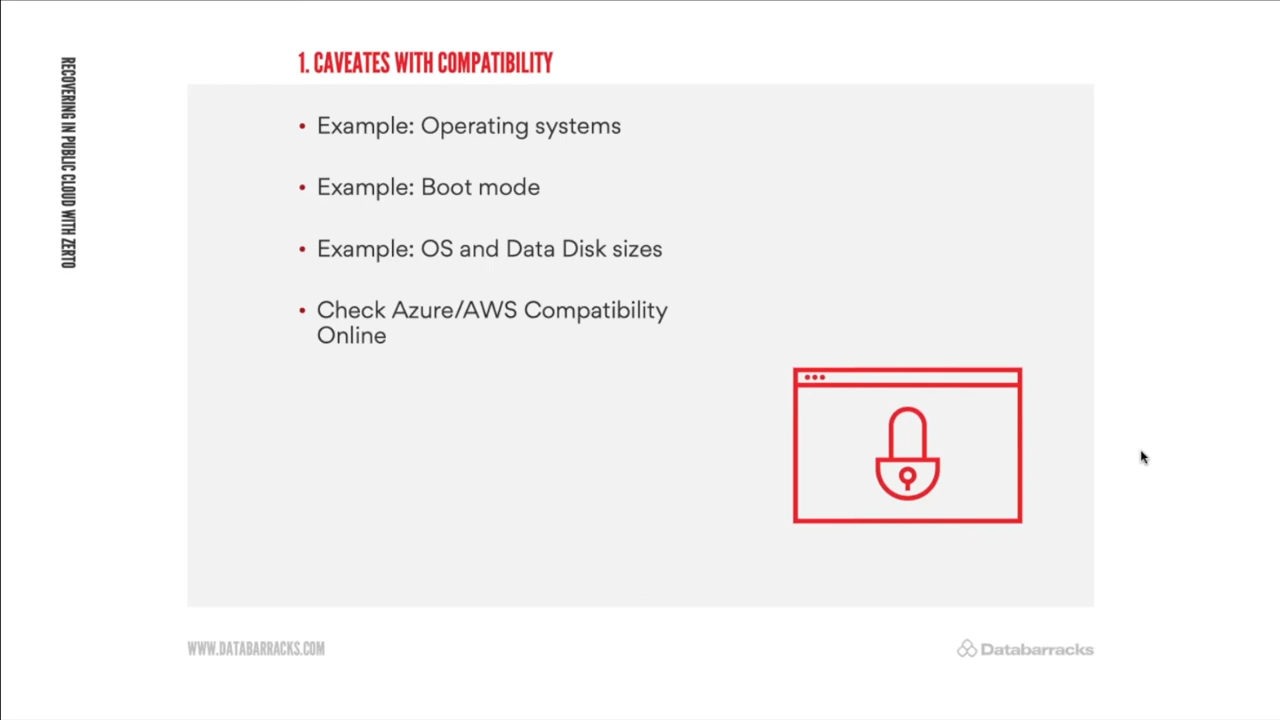 RECOVERING IN PUBLIC CLOUD WITH ZERTO
1. CAVEATES WITH COMPATIBILITY
• Example: Operating systems
• Example: Boot mode
• Example: OS and Data Disk sizes
• Check Azure/AWS Compatibility
Online
WWW.DATABARRACKS.COM
Databarracks